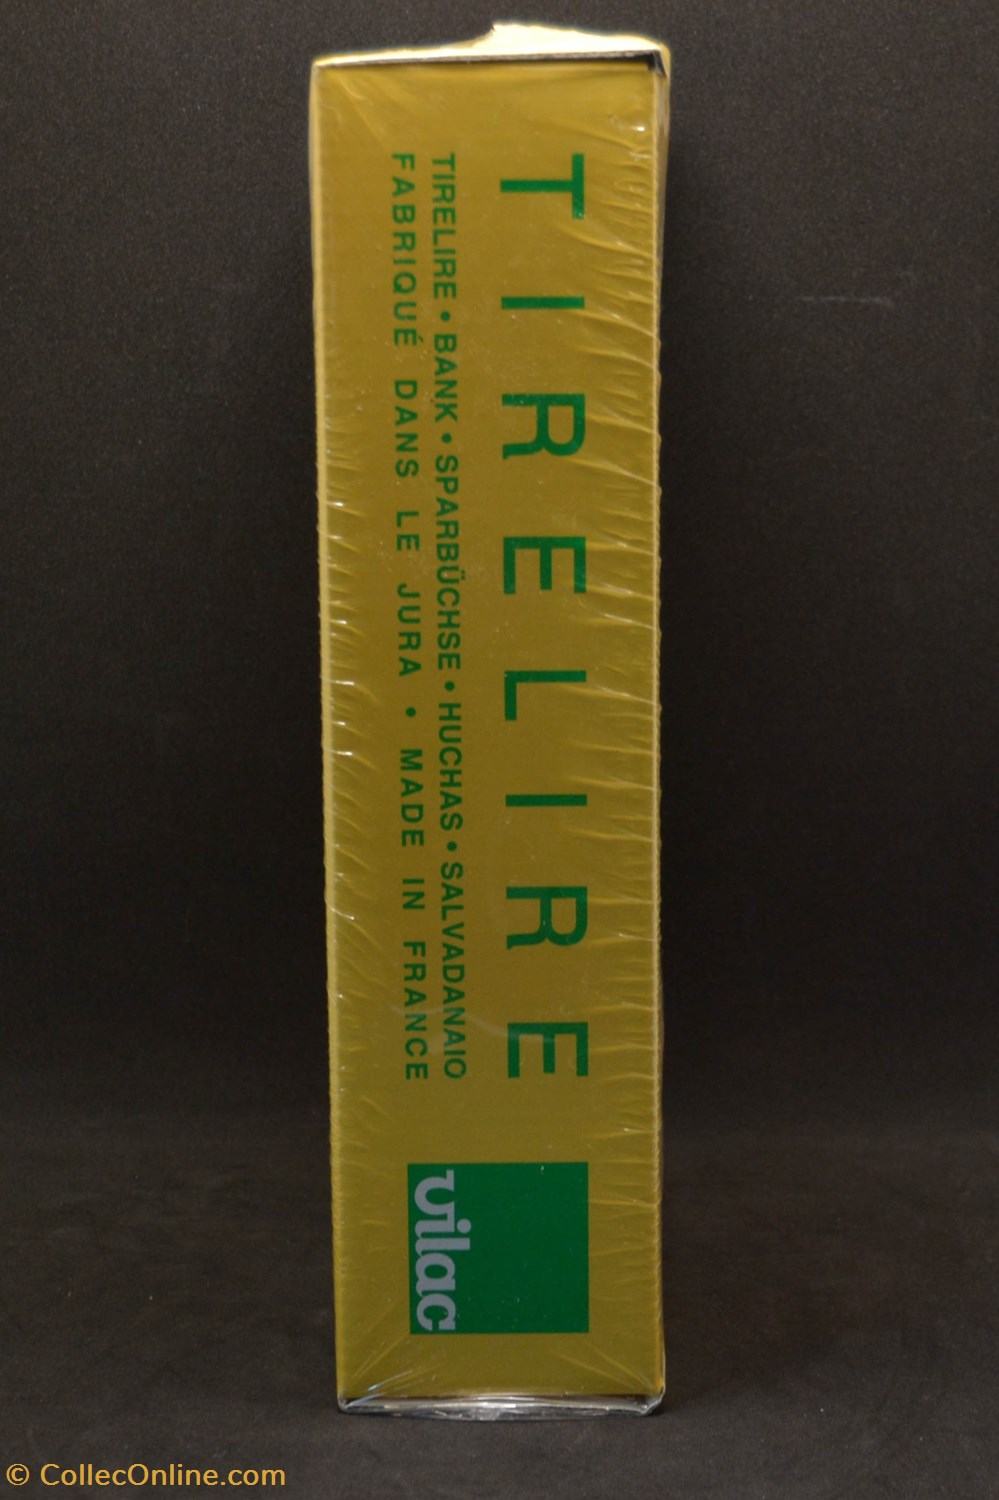 TIRELIRE
TIRELIRE • BANK • SPARBÜCHSE • HUCHAS • SALVADANAIO
FABRIQUÉ DANS LE JURA • MADE IN FRANCE
vilac
© CollecOnline.com